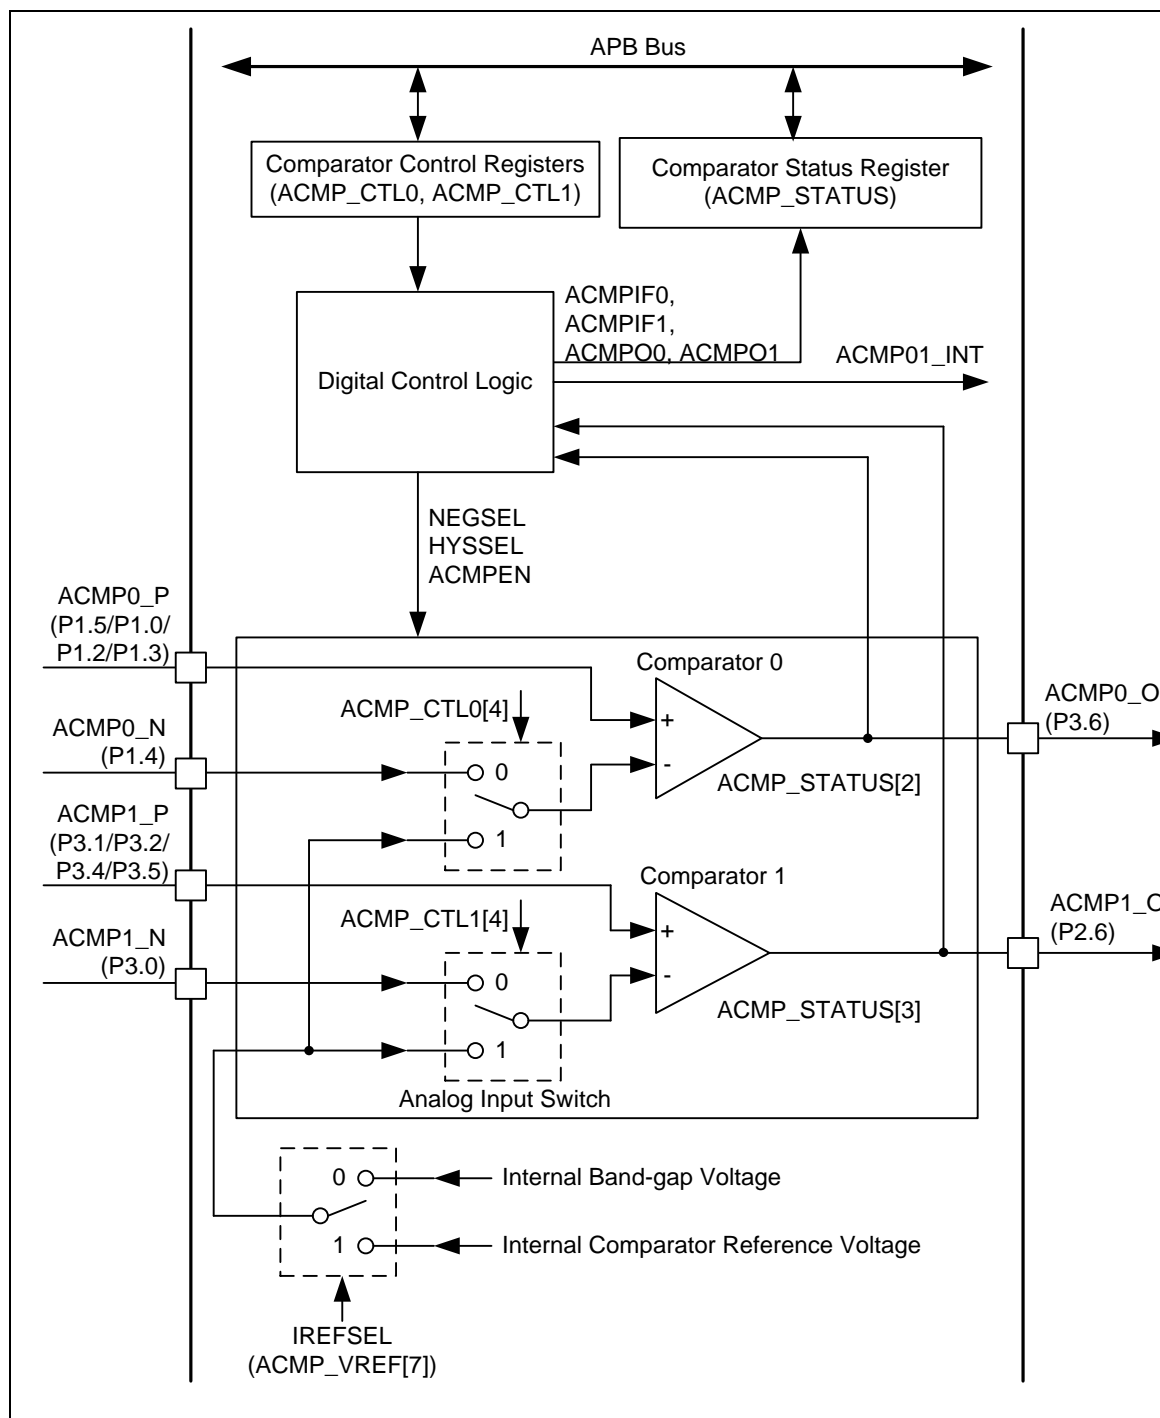 APB Bus
Comparator Control Registers
(ACMP_CTL0, ACMP_CTL1)
Comparator Status Register
(ACMP_STATUS)
ACMPIF0,
ACMPIF1,
ACMPO0, ACMPO1
ACMP01_INT
Digital Control Logic
NEGSEL
HYSSEL
ACMPEN
ACMP0_P
(P1.5/P1.0/
P1.2/P1.3)
Comparator 0
ACMP_CTL0[4]
ACMP0_O
(P3.6)
+
-
ACMP0_N
(P1.4)
0
1
ACMP_STATUS[2]
ACMP1_P
(P3.1/P3.2/
P3.4/P3.5)
Comparator 1
ACMP_CTL1[4]
ACMP1_O
(P2.6)
+
-
ACMP1_N
(P3.0)
0
1
ACMP_STATUS[3]
Analog Input Switch
0
Internal Band-gap Voltage
1
Internal Comparator Reference Voltage
IREFSEL
(ACMP_VREF[7])